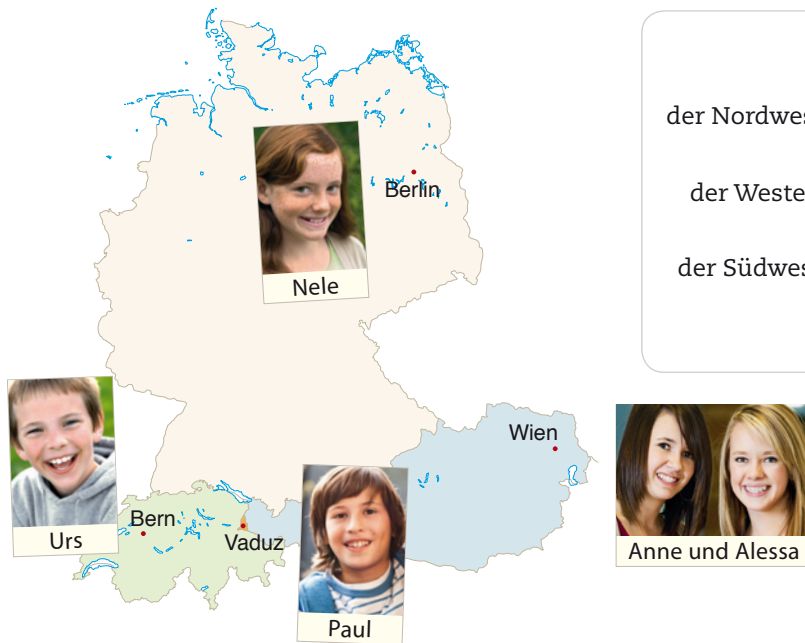 der Nordwes
Berlin
der Weste
der Südwes
Nele
Wien
Bern
Vaduz
Urs
Anne und Alessa
Paul